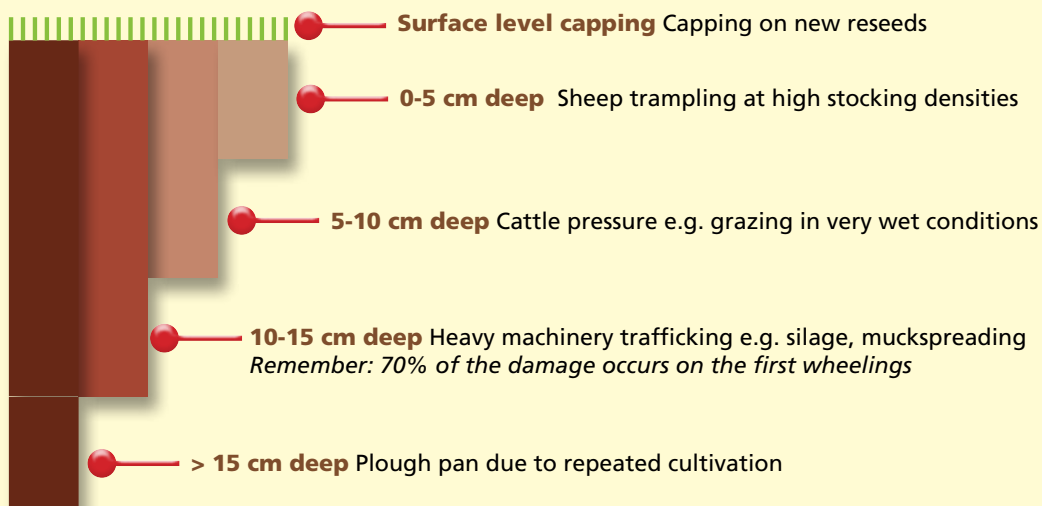 Surface level capping Capping on new reseeds
0-5 cm deep Sheep trampling at high stocking densities
5-10 cm deep Cattle pressure e.g. grazing in very wet conditions
10-15 cm deep Heavy machinery trafficking e.g. silage, muckspreading
Remember: 70% of the damage occurs on the first wheelings
> 15 cm deep Plough pan due to repeated cultivation